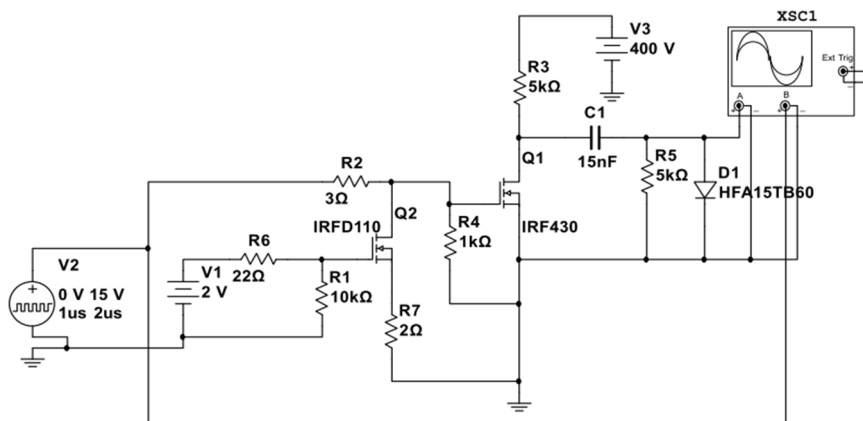 XSC1
V3
400 V
Ext Trig
+
−
R3
5kΩ
A
B
+ −
+ −
C1
15nF
Q1
R5
5kΩ
D1
HFA15TB60
R2
3Ω
Q2
IRFD110
R4
1kΩ
IRF430
V2
+
0 V 15 V
1us 2us
R6
22Ω
V1
2 V
R1
10kΩ
R7
2Ω